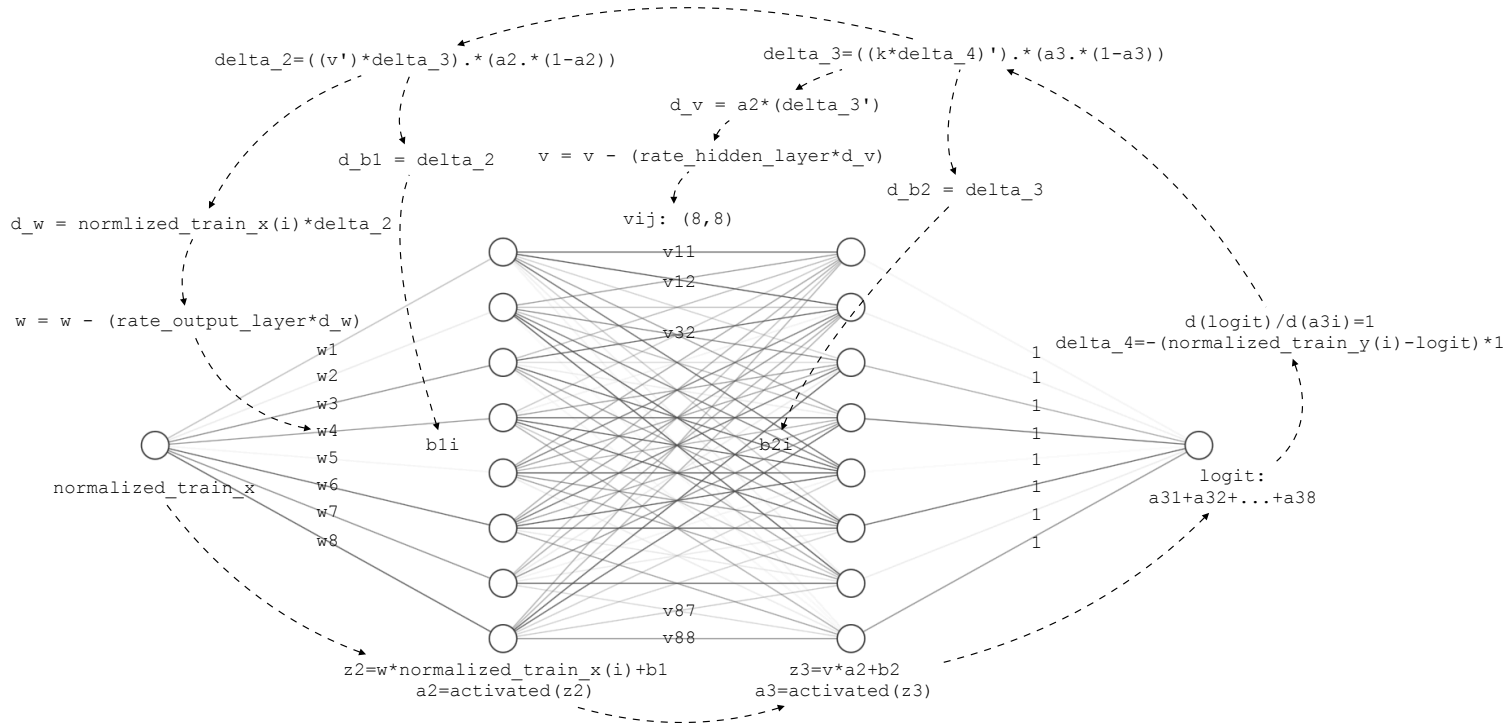 delta_2=((v')*delta_3).*(a2.*(1-a2))
delta_3=((k*delta_4)').*(a3.*(1-a3))
d_v = a2*(delta_3')
d_b1 = delta_2
v = v - (rate_hidden_layer*d_v)
d_b2 = delta_3
d_w = normlized_train_x(i)*delta_2
vij: (8,8)
v11
v12
w = w - (rate_output_layer*d_w)
v32
d(logit)/d(a3i)=1
delta_4=-(normalized_train_y(i)-logit)*1
w1
w2
w3
w4
w5
w6
w7
w8
b1i
b2i
1
1
1
1
1
1
1
1
normalized_train_x
logit:
a31+a32+...+a38
v87
v88
z2=w*normalized_train_x(i)+b1
a2=activated(z2)
z3=v*a2+b2
a3=activated(z3)